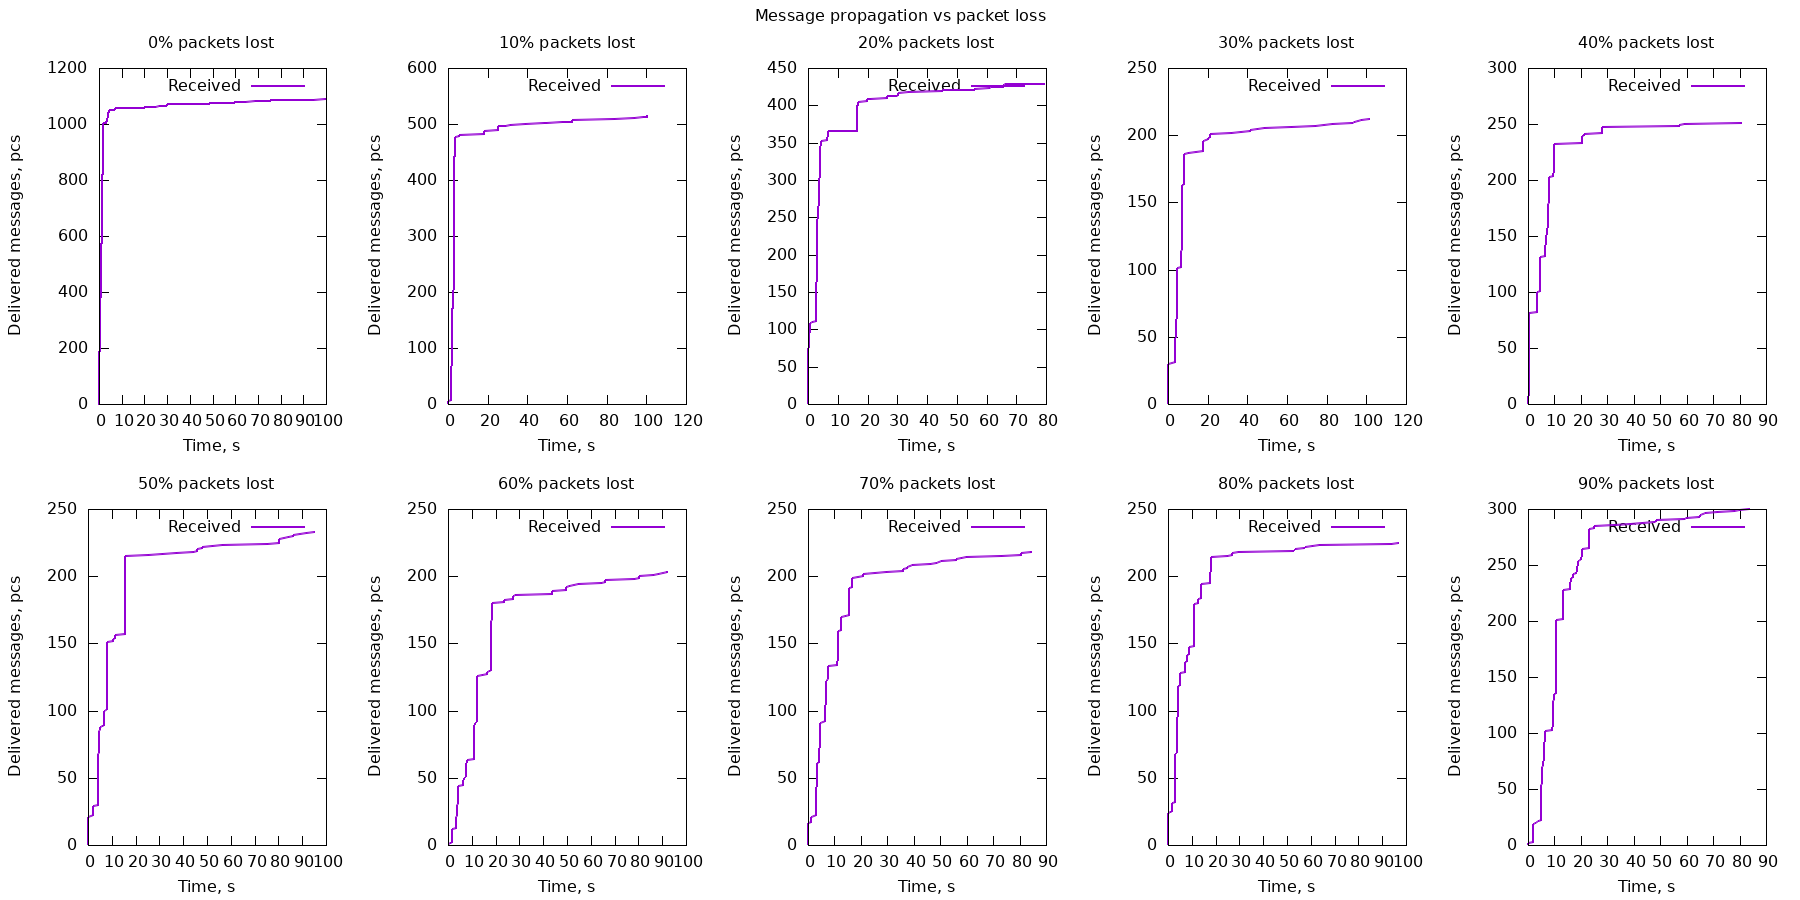 Message propagation vs packet loss
0% packets lost
Received
Delivered messages, pcs
1200
1000
800
600
400
200
0
0 10 20 30 40 50 60 70 80 90 100
Time, s
10% packets lost
Received
Delivered messages, pcs
600
500
400
300
200
100
0
0 20 40 60 80 100 120
Time, s
20% packets lost
Received
Delivered messages, pcs
450
400
350
300
250
200
150
100
50
0
0 10 20 30 40 50 60 70 80
Time, s
30% packets lost
Received
Delivered messages, pcs
250
200
150
100
50
0
0 20 40 60 80 100 120
Time, s
40% packets lost
Received
Delivered messages, pcs
300
250
200
150
100
50
0
0 10 20 30 40 50 60 70 80 90
Time, s
50% packets lost
Received
Delivered messages, pcs
250
200
150
100
50
0
0 10 20 30 40 50 60 70 80 90 100
Time, s
60% packets lost
Received
Delivered messages, pcs
250
200
150
100
50
0
0 10 20 30 40 50 60 70 80 90 100
Time, s
70% packets lost
Received
Delivered messages, pcs
250
200
150
100
50
0
0 10 20 30 40 50 60 70 80 90
Time, s
80% packets lost
Received
Delivered messages, pcs
250
200
150
100
50
0
0 10 20 30 40 50 60 70 80 90 100
Time, s
90% packets lost
Received
Delivered messages, pcs
300
250
200
150
100
50
0
0 10 20 30 40 50 60 70 80 90
Time, s